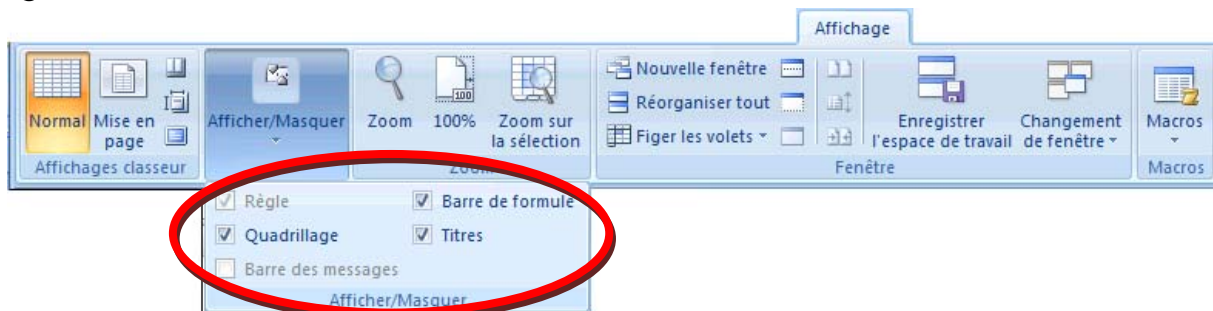 Affichage
Normal
Mise en page
Affichages classeur
Afficher/Masquer
Zoom
100%
100
Zoom sur la sélection
Zoom
Nouvelle fenêtre
Réorganiser tout
Figer les volets
Enregistrer l'espace de travail
Changement de fenêtre
Fenêtre
Macros
Macros
Règle
Barre de formule
Quadrillage
Titres
Barre des messages
Afficher/Masquer